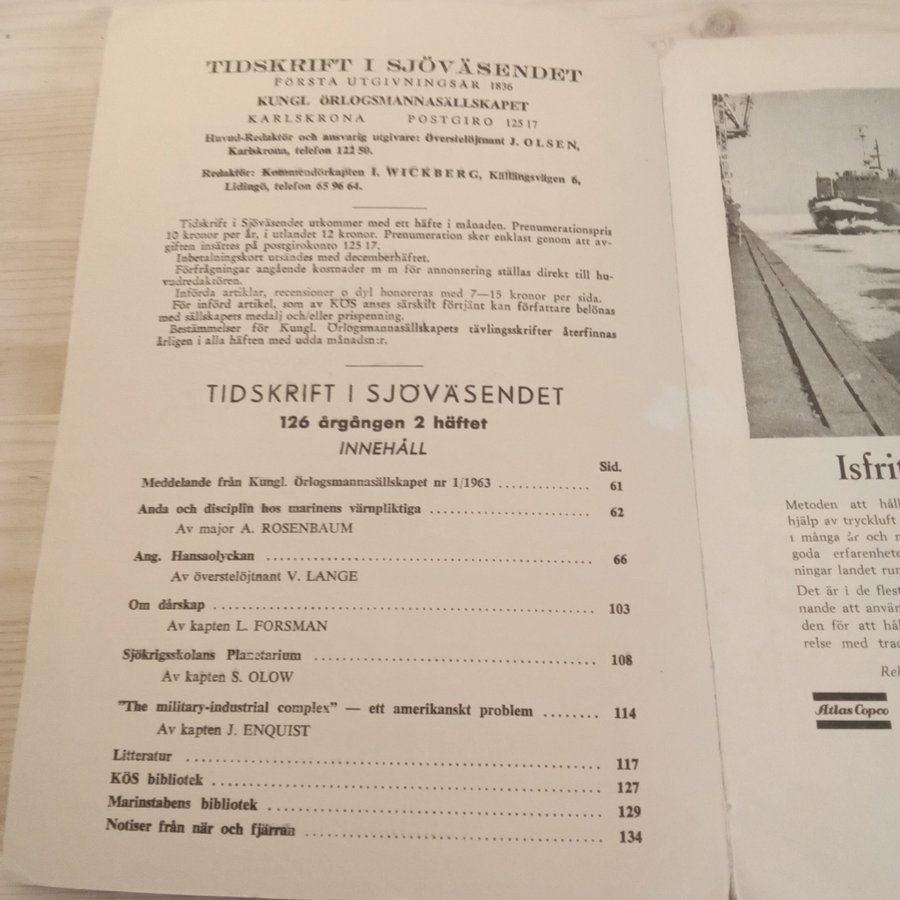 TIDSKRIFT I SJÖVÄSENDET
FÖRSTA UTGIVNINGSÅR 1836
KUNGL ÖRLOGSMANNASÄLLSKAPET
KARLSKRONA POSTGIRO 125 17
Huvud-Redaktör och ansvarig utgivare: Överstelöjtnant J. OLSEN,
Karlskrona, telefon 122 50.
Redaktör: Kommendörkapten I. WICKBERG, Källängsvägen 6,
Lidingö, telefon 65 96 64.
Tidskrift i Sjöväsendet utkommer med ett häfte i månaden. Prenumerationspris
10 kronor per år, i utlandet 12 kronor. Prenumeration sker enklast genom att av-
giften insättes på postgirokonto 125 17.
Inbetalningskort utsändes med decemberhäftet.
Förfrågningar angående kostnader m m för annonsering ställas direkt till hu-
vudredaktören.
Införda artiklar, recensioner o dyl honoreras med 7—15 kronor per sida.
För införd artikel, som av KÖS anses särskilt förtjänt kan författare belönas
med sällskapets medalj och/eller prispenning.
Bestämmelser för Kungl. Örlogsmannasällskapets tävlingsskrifter återfinnas
årligen i alla häften med udda månadsn:r.
TIDSKRIFT I SJÖVÄSENDET
126 årgången 2 häftet
INNEHÅLL
Sid.
Meddelande från Kungl. Örlogsmannasällskapet nr 1/1963 ............ 61
Anda och disciplin hos marinens värnpliktiga ...................... 62
Av major A. ROSENBAUM
Ang. Hansaolyckan ............................................. 66
Av överstelöjtnant V. LANGE
Om dårskap .................................................... 103
Av kapten L. FORSMAN
Sjökrigsskolans Planetarium ..................................... 108
Av kapten S. OLOW
"The military-industrial complex" — ett amerikanskt problem ........ 114
Av kapten J. ENQUIST
Litteratur ...................................................... 117
KÖS bibliotek .................................................. 127
Marinstabens bibliotek .......................................... 129
Notiser från när och fjärran ..................................... 134
Isfri
Metoden att håll
hjälp av tryckluft
i många år och
goda erfarenhete
ningar landet run
Det är i de flest
nande att använ
den för att hål
relse med trad
Rek
Atlas Copco